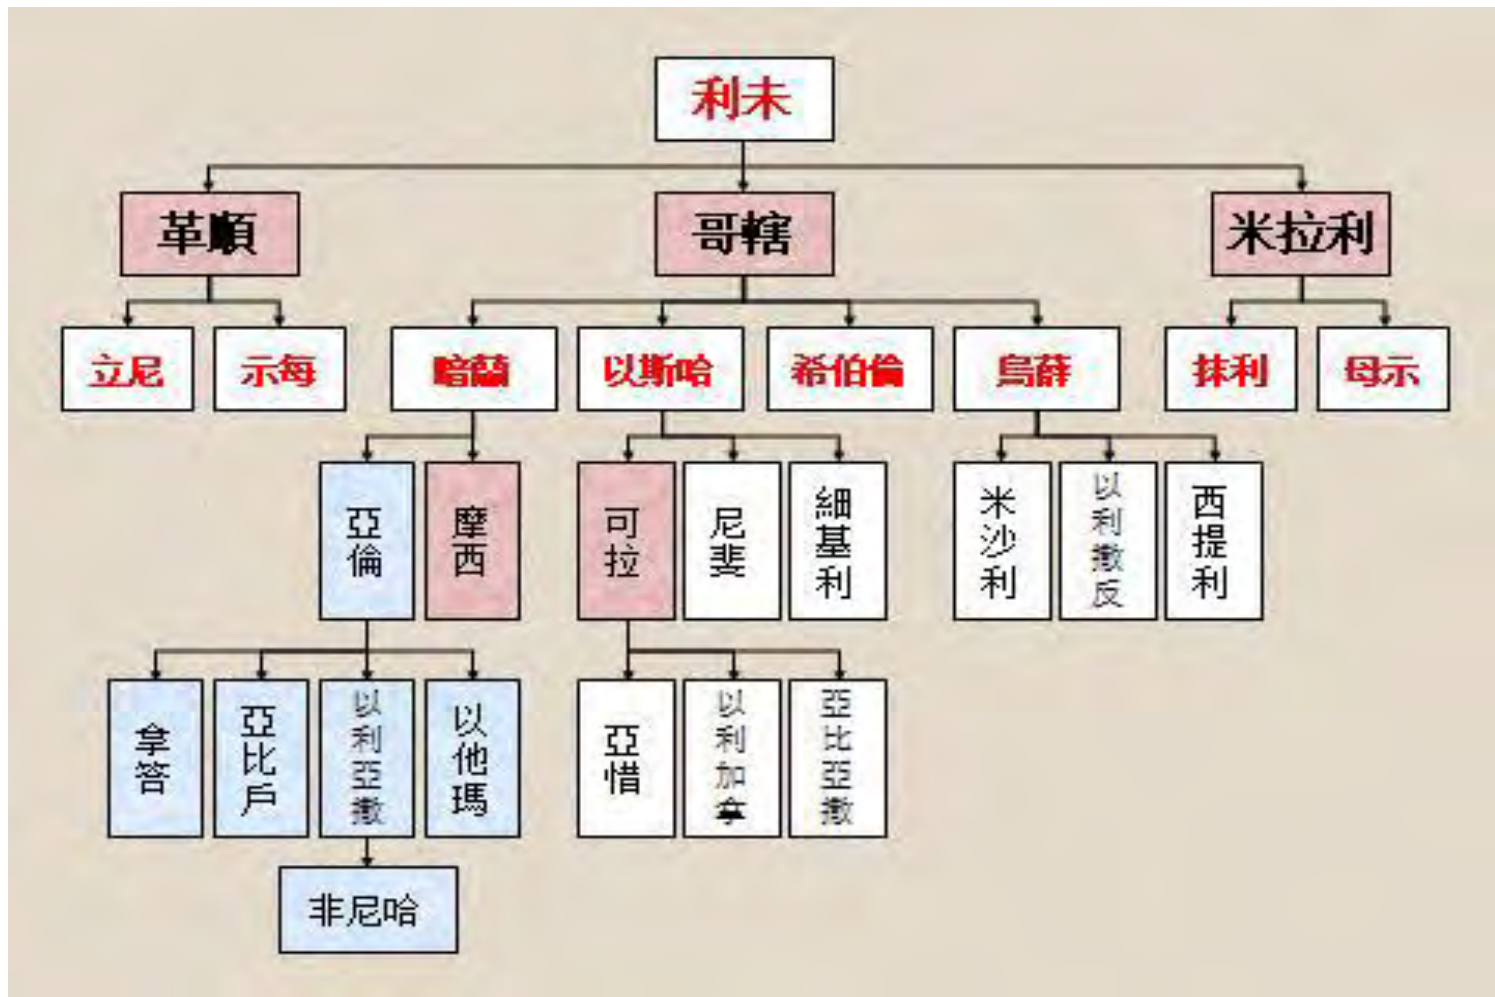 利未
革順
哥轄
米拉利
立尼
示每
暗蘭
以斯哈
希伯倫
烏薛
抹利
母示
亞倫
摩西
可拉
尼斐
細基利
米沙利
以利撒反
西提利
拿答
亞比戶
以利亞撒
以他瑪
亞惜
以利加拿
亞比亞撒
非尼哈